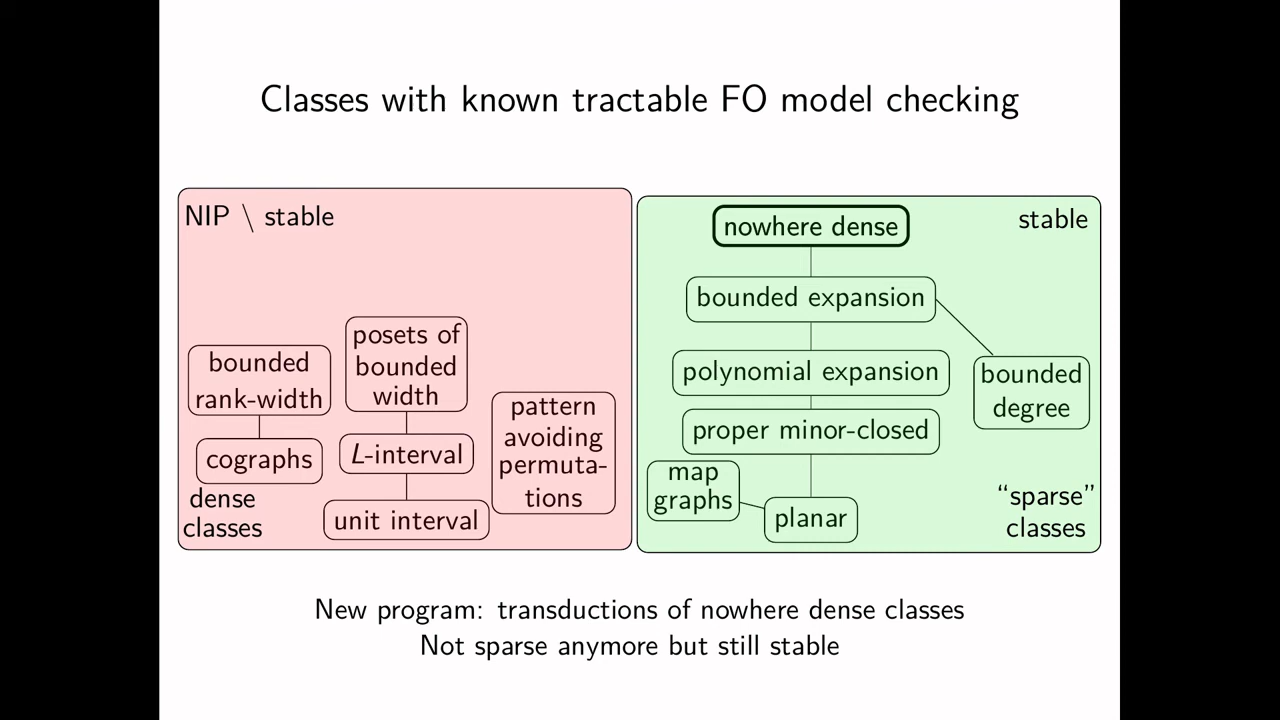 Classes with known tractable FO model checking
NIP \ stable
posets of
bounded
width
bounded
rank-width
pattern
avoiding
permuta-
tions
L-interval
cographs
unit interval
dense
classes
nowhere dense
stable
bounded expansion
polynomial expansion
bounded
degree
proper minor-closed
map
graphs
planar
“sparse”
classes
New program: transductions of nowhere dense classes
Not sparse anymore but still stable